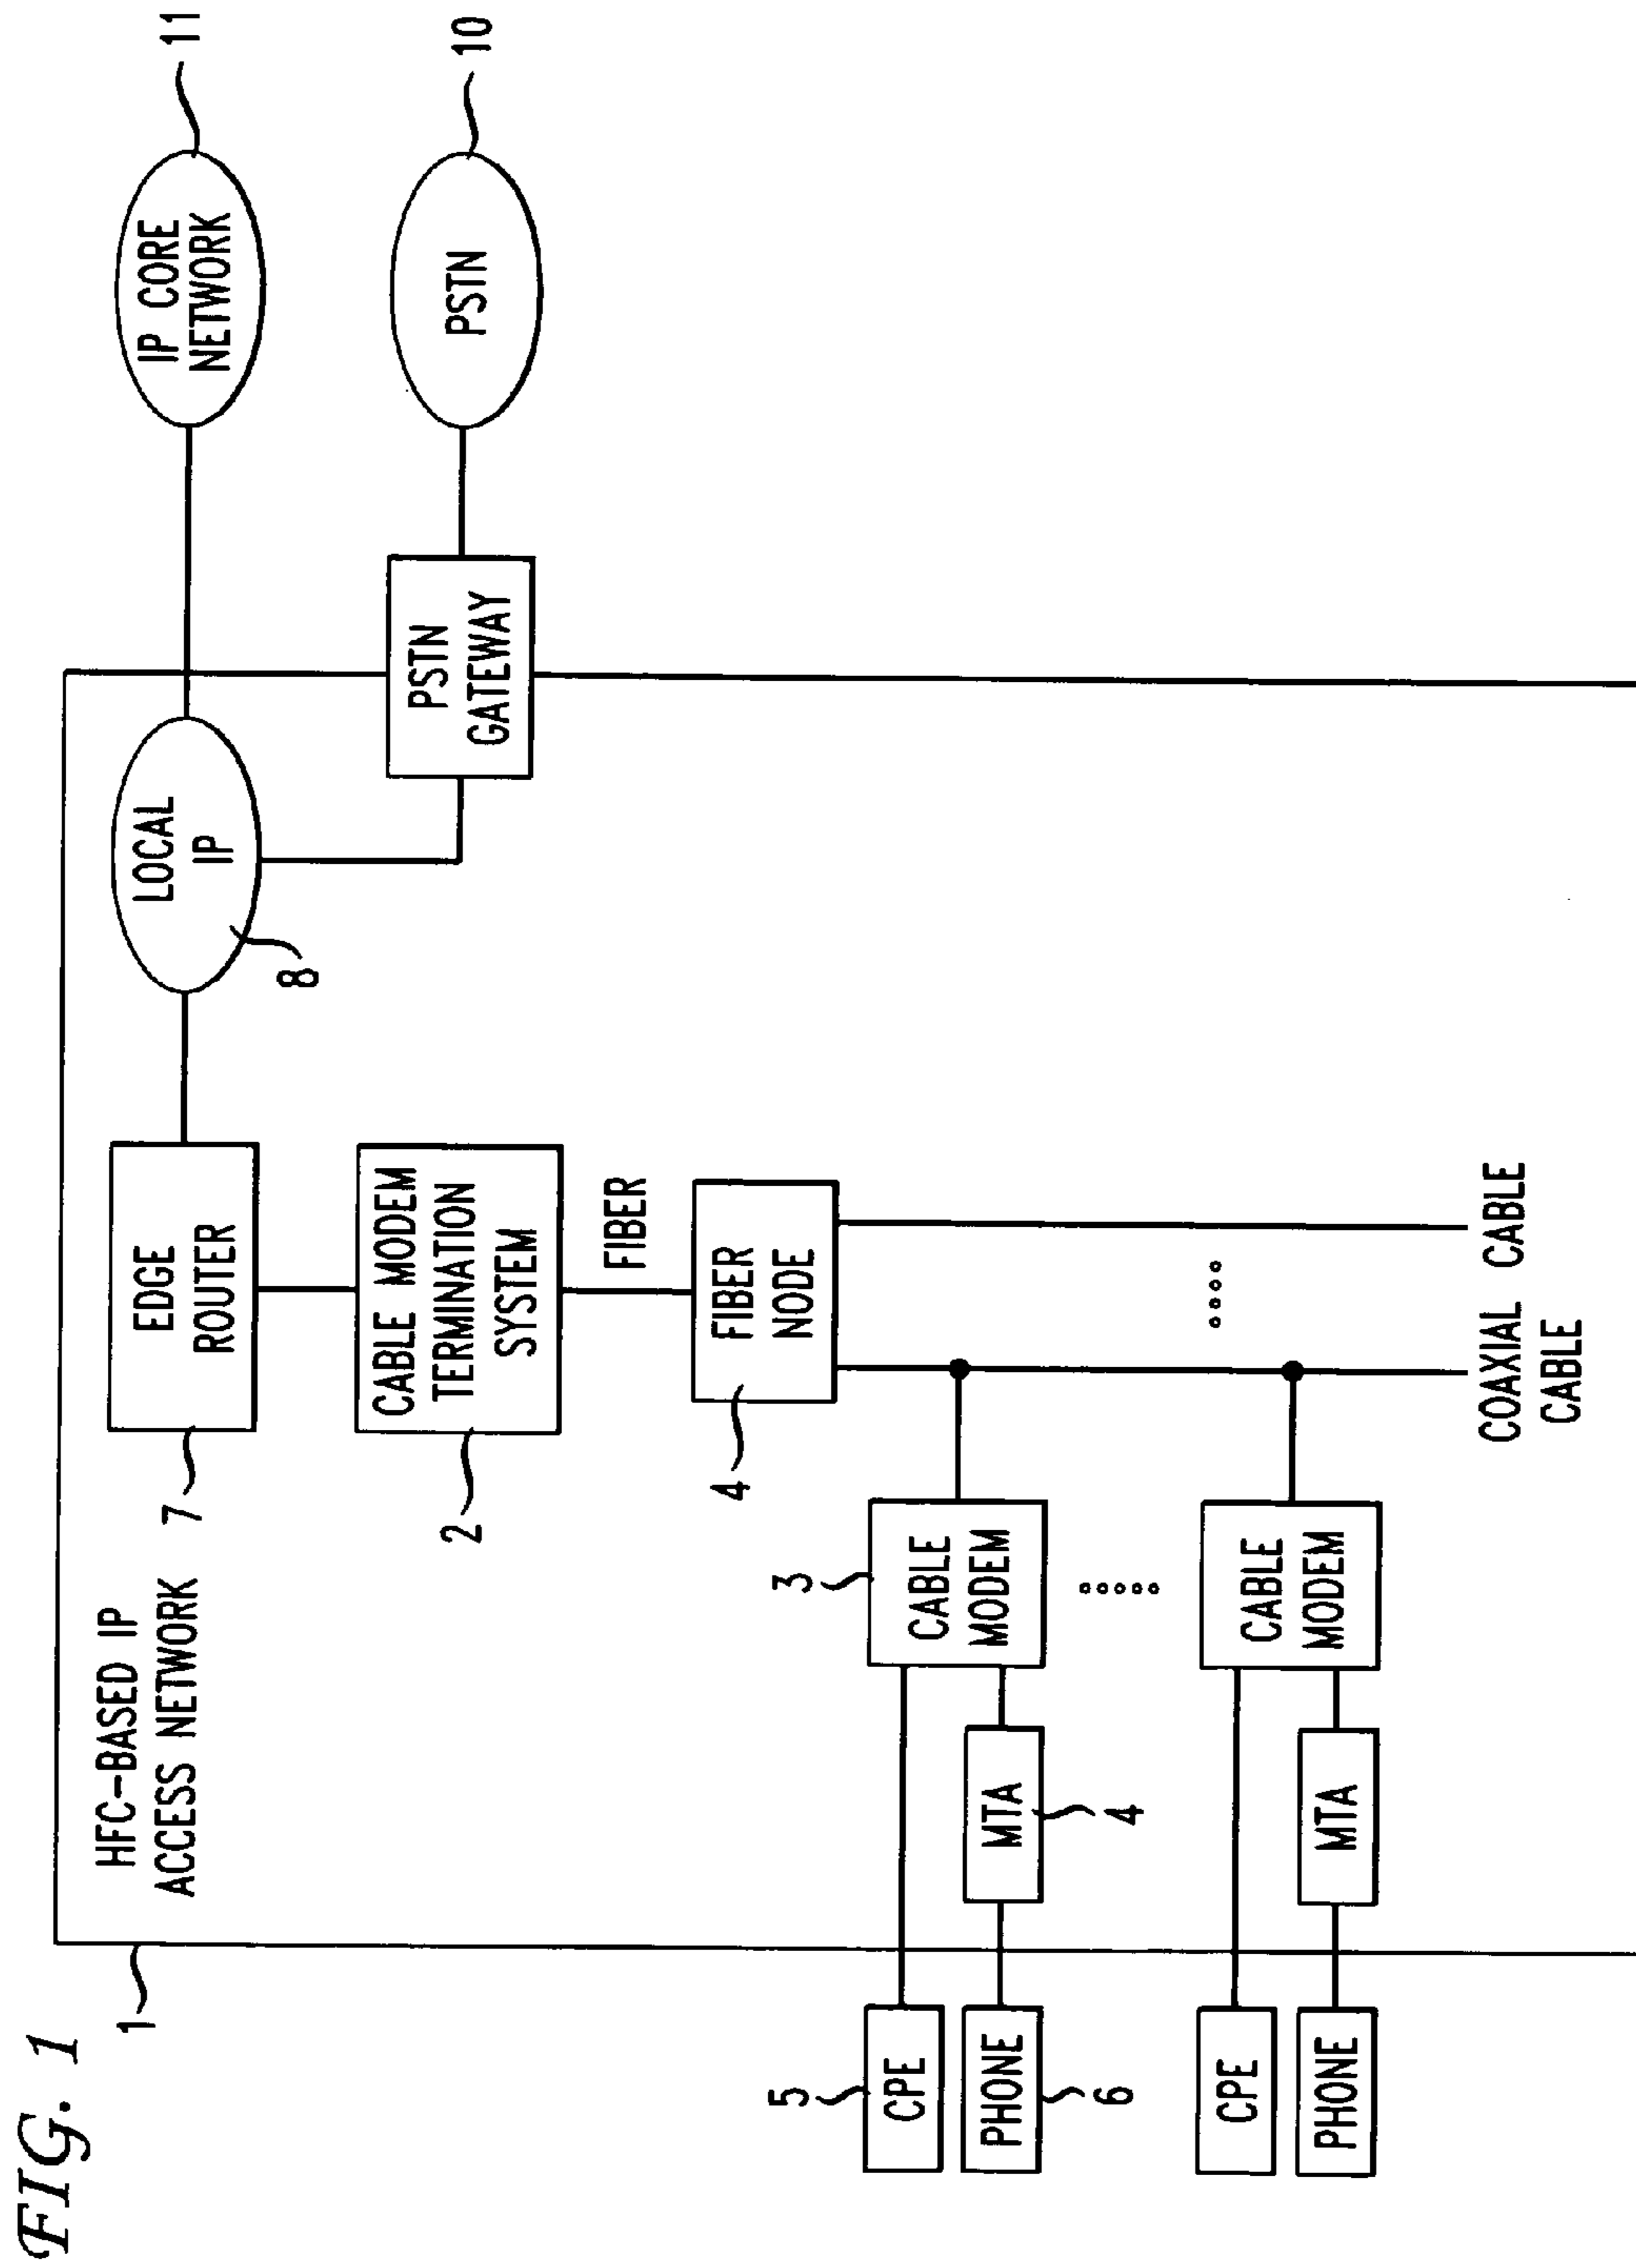 FIG. 1
1
HFC-BASED IP
ACCESS NETWORK
7
EDGE
ROUTER
LOCAL
IP
8
IP CORE
NETWORK
11
2
CABLE MODEM
TERMINATION
SYSTEM
PSTN
GATEWAY
PSTN
10
FIBER
4
FIBER
NODE
5
CPE
3
CABLE
MODEM
PHONE
6
MTA
4
CPE
CABLE
MODEM
PHONE
MTA
COAXIAL
CABLE
CABLE